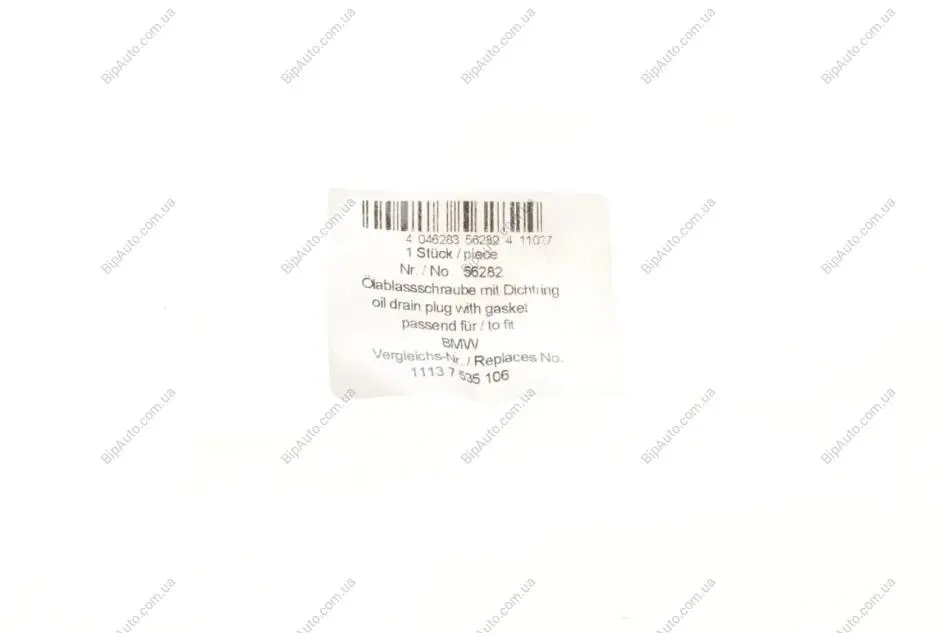 4 046283 56282 4 11027
1 Stück / piece
Nr. / No 56282
Ölablassschraube mit Dichtring
oil drain plug with gasket
passend für / to fit
BMW
Vergleichs-Nr. / Replaces No.
1113 7 535 106
BipAuto.com.ua